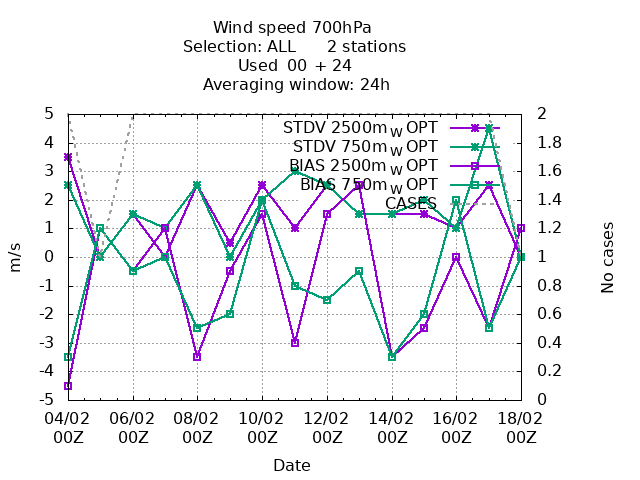 Wind speed 700hPa
Selection: ALL 2 stations
Used 00 + 24
Averaging window: 24h
STDV 2500m W OPT
STDV 750m W OPT
BIAS 2500m W OPT
BIAS 750m W OPT
CASES
5
4
3
2
1
0
-1
-2
-3
-4
-5
m/s
2
1.8
1.6
1.4
1.2
1
0.8
0.6
0.4
0.2
0
No cases
04/02 06/02 08/02 10/02 12/02 14/02 16/02 18/02
00Z 00Z 00Z 00Z 00Z 00Z 00Z 00Z
Date